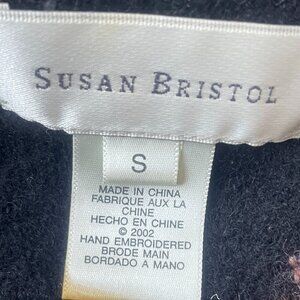 SUSAN BRISTOL
S
MADE IN CHINA
FABRIQUE AUX LA
CHINE
HECHO EN CHINE
© 2002
HAND EMBROIDERED
BRODE MAIN
BORDADO A MANO